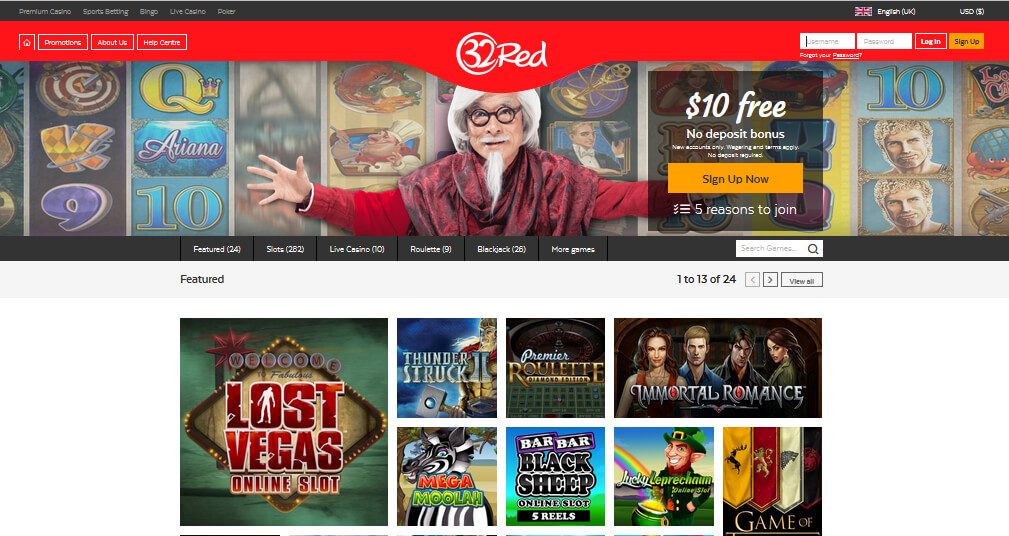 Premium Casino Sports Betting Bingo Live Casino Poker
English (UK) USD ($)
Promotions About Us Help Centre
32Red
Username Password Log In Sign Up
Forgot your Password?
$10 free
No deposit bonus
New accounts only. Wagering and terms apply.
No deposit required.
Sign Up Now
5 reasons to join
Q
Ariana
10
9
10
Featured (24) Slots (282) Live Casino (10) Roulette (9) Blackjack (26) More games
Search Games...
Featured
1 to 13 of 24 View all
WELCOME
to Fabulous
LOST
VEGAS
ONLINE SLOT
THUNDER
STRUCK II
Premier
ROULETTE
DIAMOND EDITION
IMMORTAL ROMANCE
MEGA
MOOLAH
BAR BAR
BLACK
SHEEP
ONLINE SLOT
5 REELS
Lucky Leprechaun
Online Slot
GAME OF